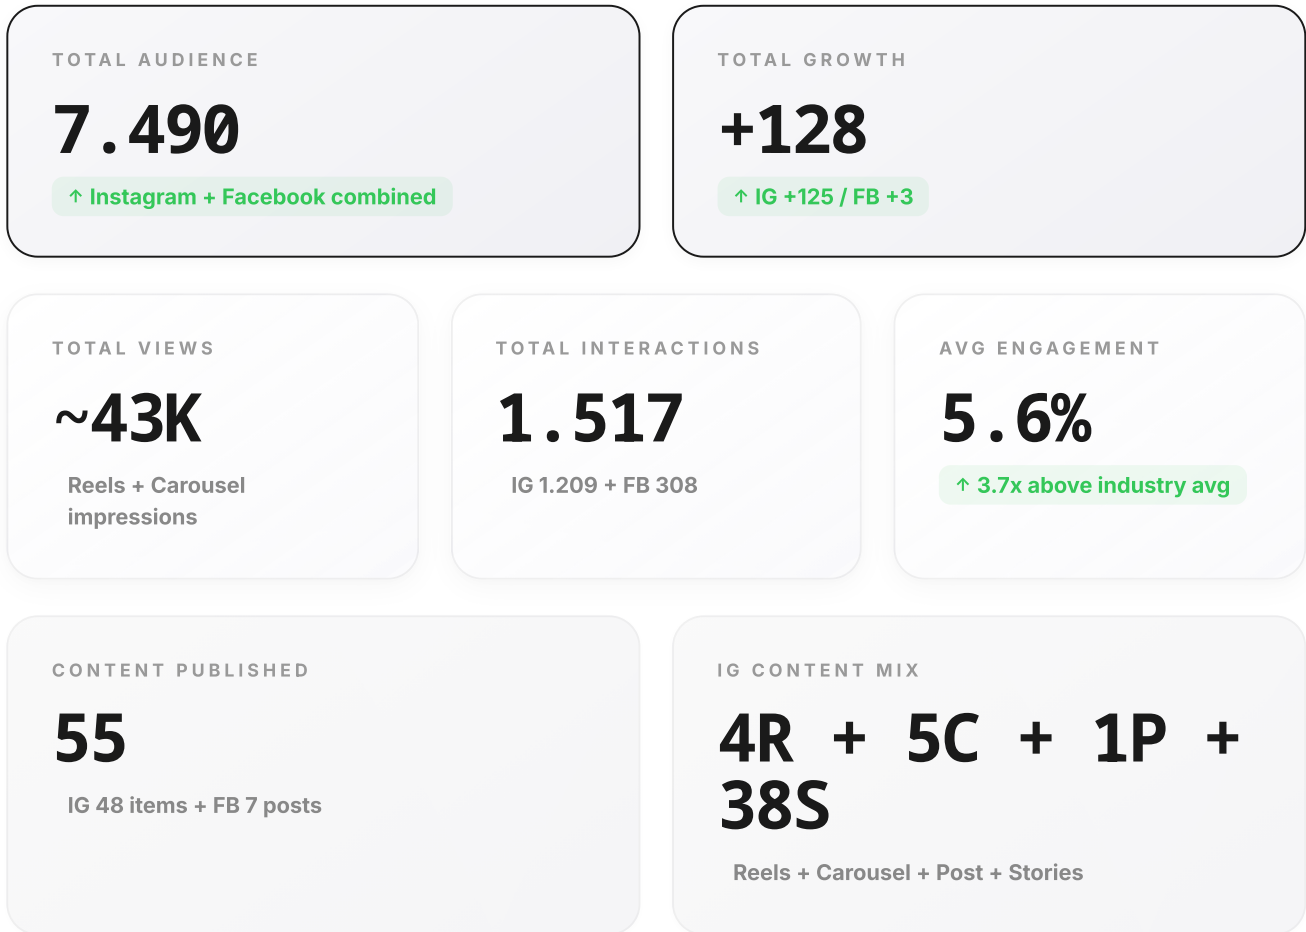 TOTAL AUDIENCE
7.490
↑ Instagram + Facebook combined
TOTAL GROWTH
+128
↑ IG +125 / FB +3
TOTAL VIEWS
~43K
Reels + Carousel
impressions
TOTAL INTERACTIONS
1.517
IG 1.209 + FB 308
AVG ENGAGEMENT
5.6%
↑ 3.7x above industry avg
CONTENT PUBLISHED
55
IG 48 items + FB 7 posts
IG CONTENT MIX
4R + 5C + 1P +
38S
Reels + Carousel + Post + Stories